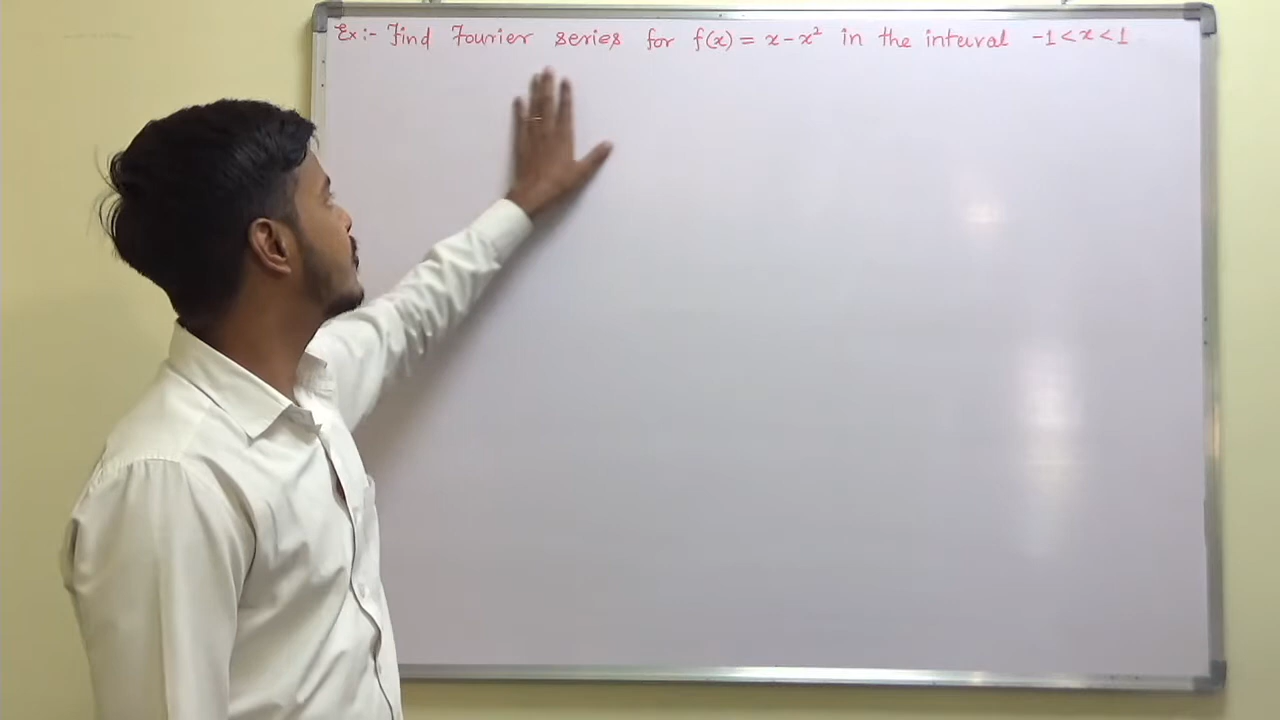 Ex:- Find Fourier series for f(x) = x-x² in the interval -1<x<1